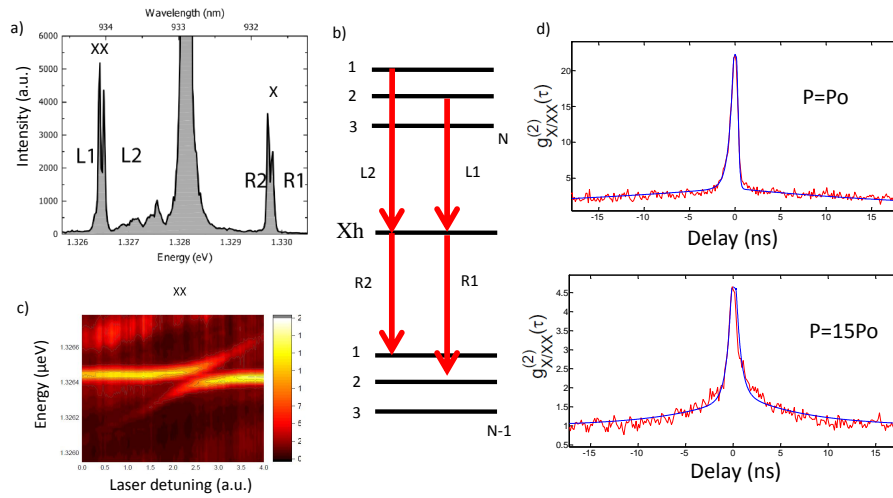 a)
Wavelength (nm)
934 933 932
6000
5000
4000
3000
2000
1000
0
Intensity (a.u.)
XX
X
L1 L2
R2 R1
1.326 1.327 1.328 1.329 1.330
Energy (eV)
b)
1
2
3
N
L2
L1
Xh
R2
R1
1
2
3
N-1
c)
XX
Energy (µeV)
1.3266
1.3264
1.3262
1.3260
0.0 0.5 1.0 1.5 2.0 2.5 3.0 3.5 4.0
Laser detuning (a.u.)
d)
g(2)X/XX(τ)
20
15
10
5
P=Po
-15 -10 -5 0 5 10 15
Delay (ns)
g(2)X/XX(τ)
4.5
4
3.5
3
2.5
2
1.5
1
P=15Po
-15 -10 -5 0 5 10 15
Delay (ns)